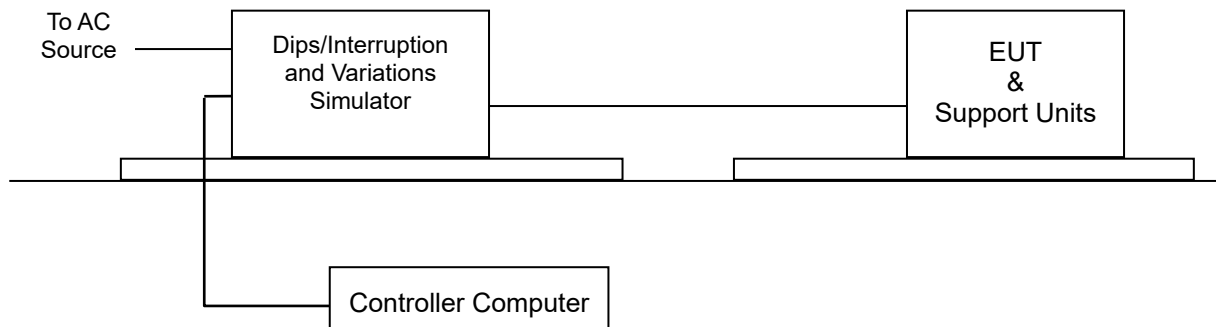 To AC
Source
Dips/Interruption
and Variations
Simulator
EUT
&
Support Units
Controller Computer